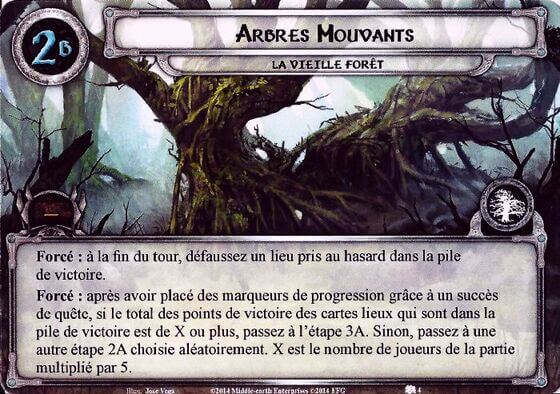 2B
ARBRES MOUVANTS
LA VIEILLE FORÊT
Forcé : à la fin du tour, défaussez un lieu pris au hasard dans la pile
de victoire.
Forcé : après avoir placé des marqueurs de progression grâce à un succès
de quête, si le total des points de victoire des cartes lieux qui sont dans la
pile de victoire est de X ou plus, passez à l'étape 3A. Sinon, passez à une
autre étape 2A choisie aléatoirement. X est le nombre de joueurs de la partie
multiplié par 5.
Illus. Jose Vega ©2014 Middle-earth Enterprises ©2014 FFG 4